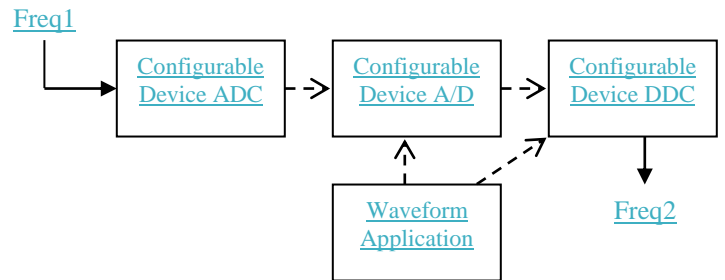 Freq1
Configurable
Device ADC
Configurable
Device A/D
Configurable
Device DDC
Waveform
Application
Freq2